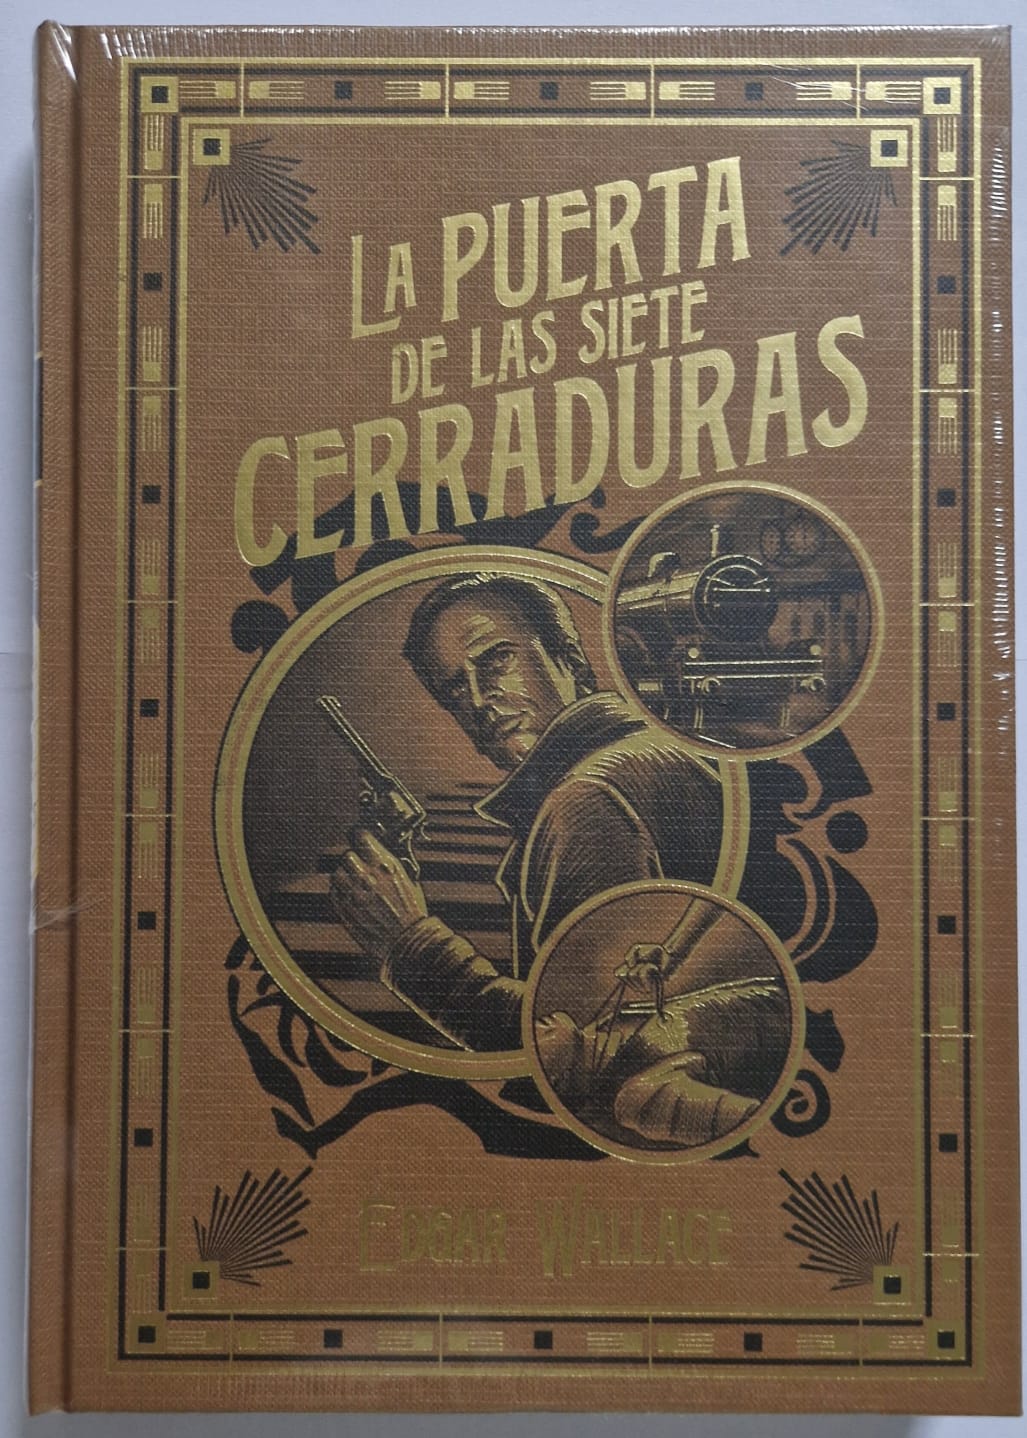 LA PUERTA
DE LAS SIETE
CERRADURAS
EDGAR WALLACE